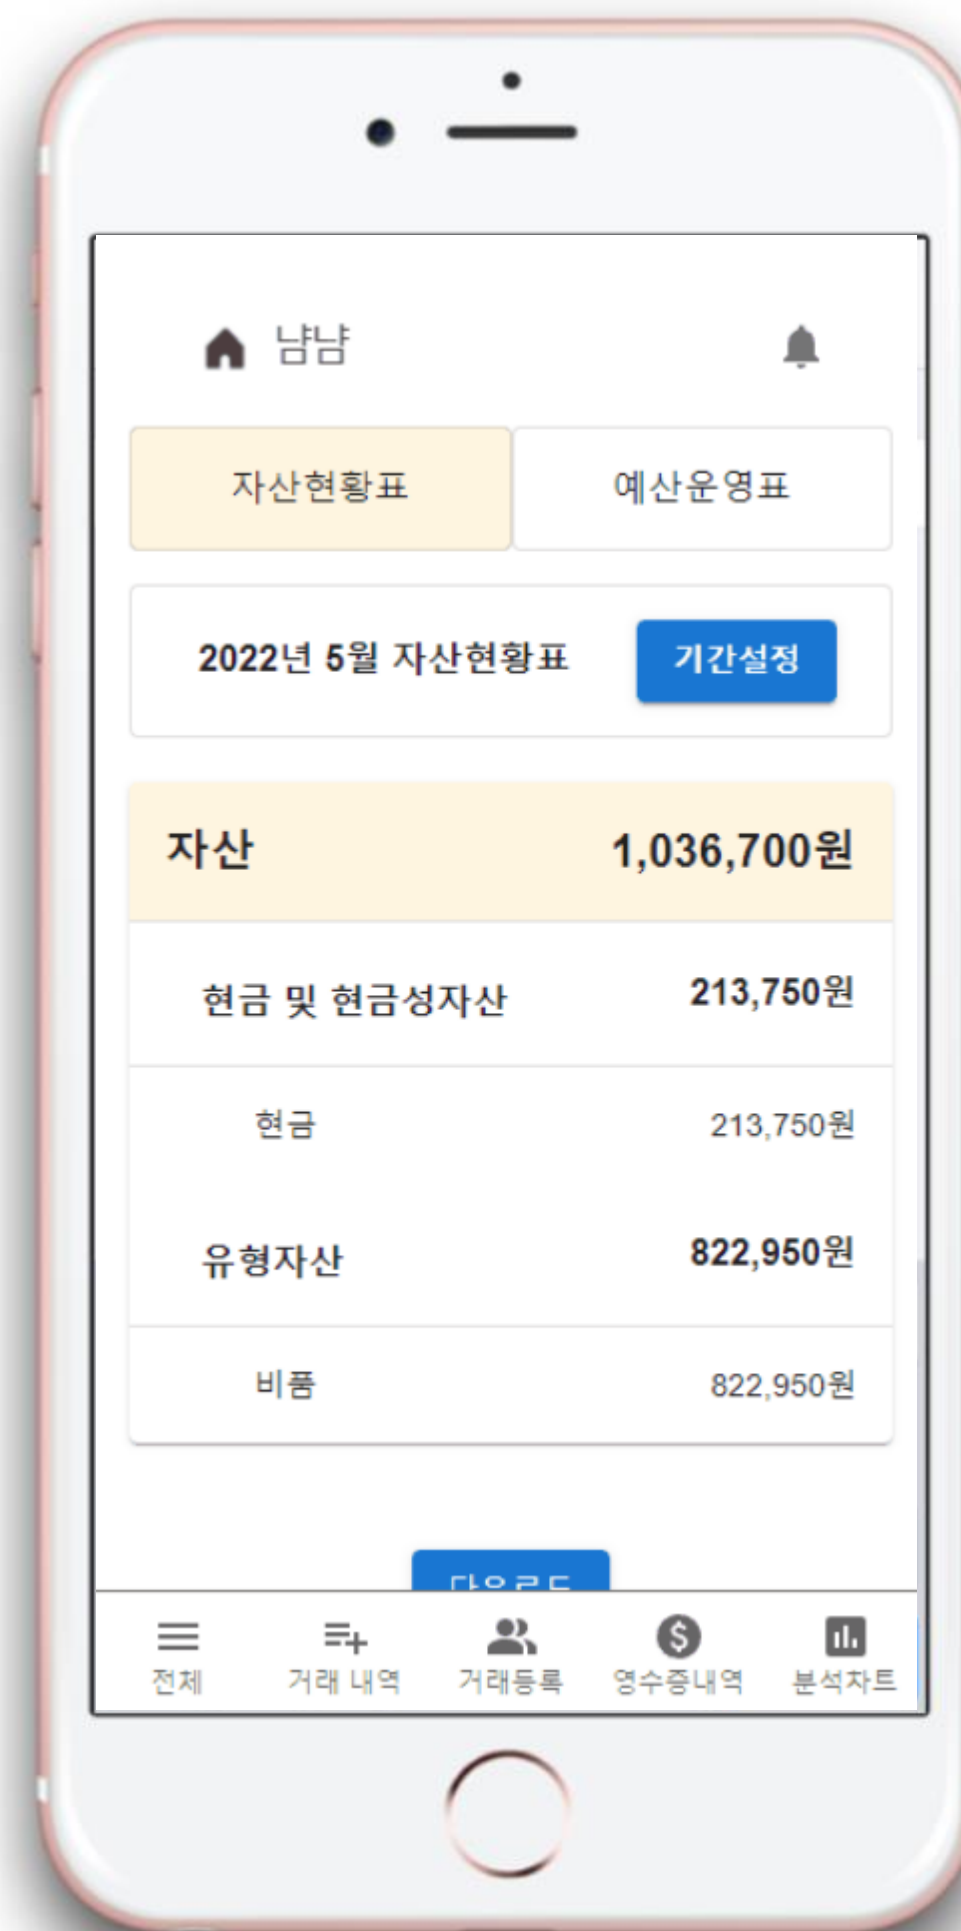 냠냠
자산현황표 예산운영표
2022년 5월 자산현황표 기간설정
자산 1,036,700원
현금 및 현금성자산 213,750원
현금 213,750원
유형자산 822,950원
비품 822,950원
전체 거래 내역 거래등록 영수증내역 분석차트